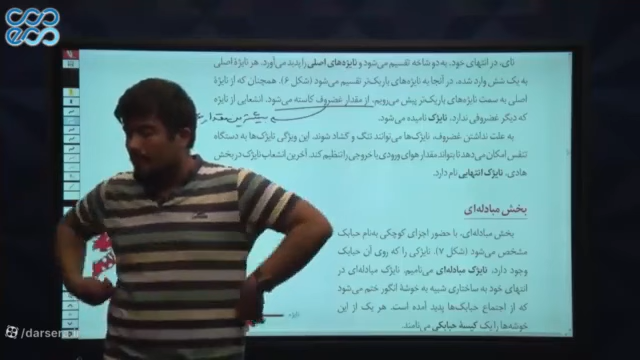 نای، در انتهای خود، به دو شاخه تقسیم می‌شود و نایژه‌های اصلی را پدید می‌آورد. هر نایژهٔ اصلی
به یک شش وارد شده، در آنجا به نایژه‌های باریک‌تر تقسیم می‌شود (شکل ۶). همچنان که از نایژهٔ
اصلی به سمت نایژه‌های باریک‌تر پیش می‌رویم، از مقدار غضروف کاسته می‌شود. انشعابی از نایژه
که دیگر غضروفی ندارد، نایژک نامیده می‌شود.
به علت نداشتن غضروف، نایژک‌ها می‌توانند تنگ و گشاد شوند. این ویژگی نایژک‌ها به دستگاه
تنفس امکان می‌دهد تا بتواند مقدار هوای ورودی یا خروجی را تنظیم کند. آخرین انشعاب نایژک در بخش
هادی، نایژک انتهایی نام دارد.
بخش مبادله‌ای
بخش مبادله‌ای، با حضور اجزای کوچکی به‌نام حبابک
مشخص می‌شود (شکل ۷). نایژکی را که روی آن حبابک
وجود دارد، نایژک مبادله‌ای می‌نامیم. نایژک مبادله‌ای در
انتهای خود به ساختاری شبیه به خوشهٔ انگور ختم می‌شود
که از اجتماع حبابک‌ها پدید آمده است. هر یک از این
خوشه‌ها را یک کیسهٔ حبابکی می‌نامند.
/darsen